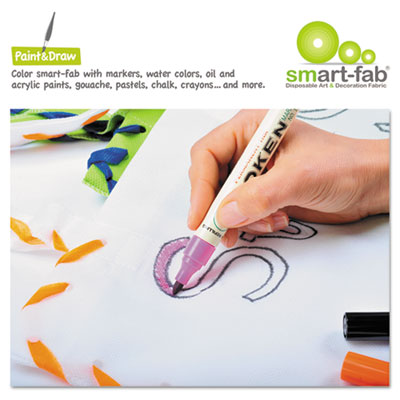 Paint&Draw
Color smart-fab with markers, water colors, oil and
acrylic paints, gouache, pastels, chalk, crayons... and more.
smart-fab®
Disposable Art & Decoration Fabric
OKEN
S